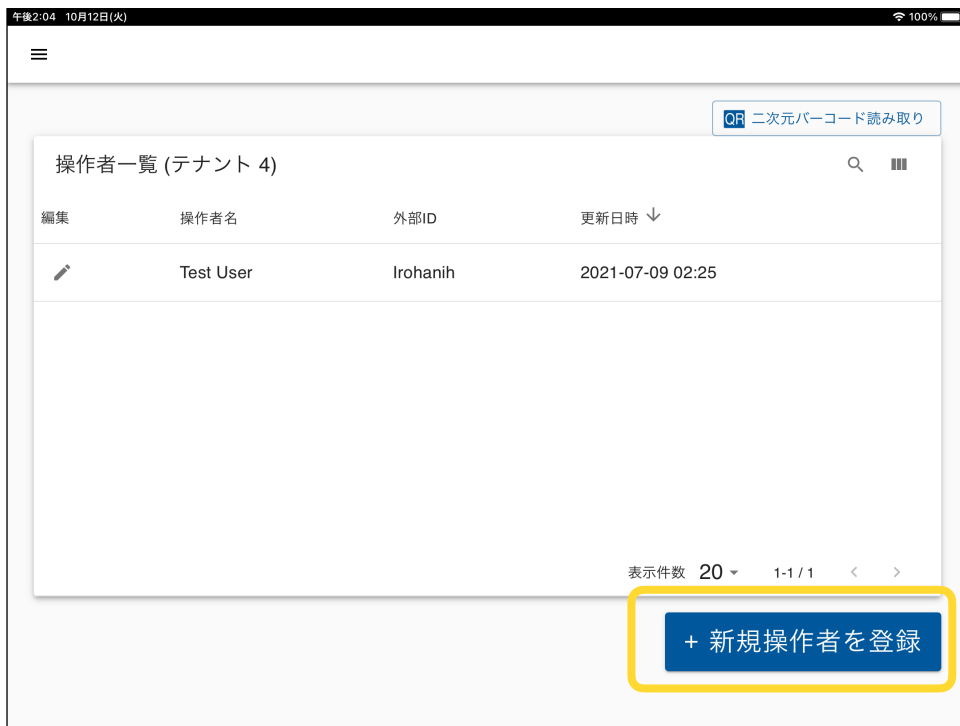 午後2:04 10月12日(火) 100%
QR 二次元バーコード読み取り
操作者一覧 (テナント 4)
編集 操作者名 外部ID 更新日時
Test User Irohanih 2021-07-09 02:25
表示件数 20 1-1 / 1
+ 新規操作者を登録